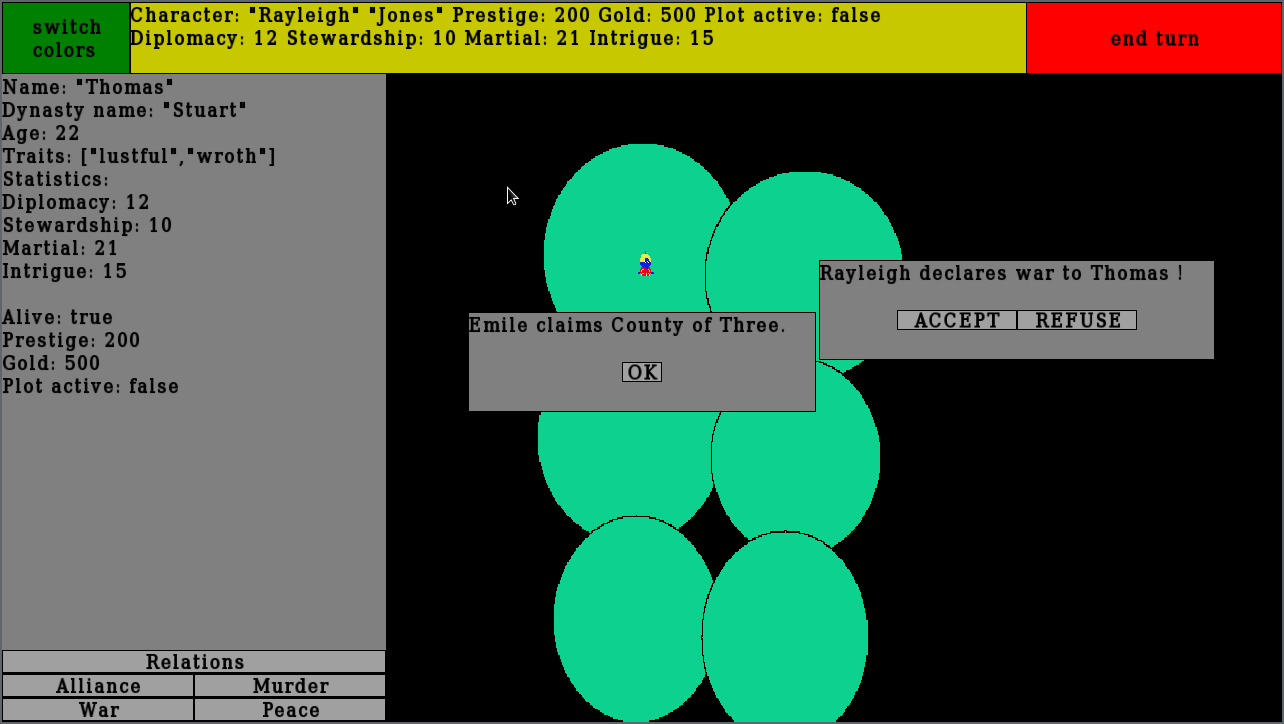 switch
colors
Character: "Rayleigh" "Jones" Prestige: 200 Gold: 500 Plot active: false
Diplomacy: 12 Stewardship: 10 Martial: 21 Intrigue: 15
end turn
Name: "Thomas"
Dynasty name: "Stuart"
Age: 22
Traits: ["lustful","wroth"]
Statistics:
Diplomacy: 12
Stewardship: 10
Martial: 21
Intrigue: 15
Alive: true
Prestige: 200
Gold: 500
Plot active: false
Rayleigh declares war to Thomas !
ACCEPT REFUSE
Emile claims County of Three.
OK
Relations
Alliance Murder
War Peace